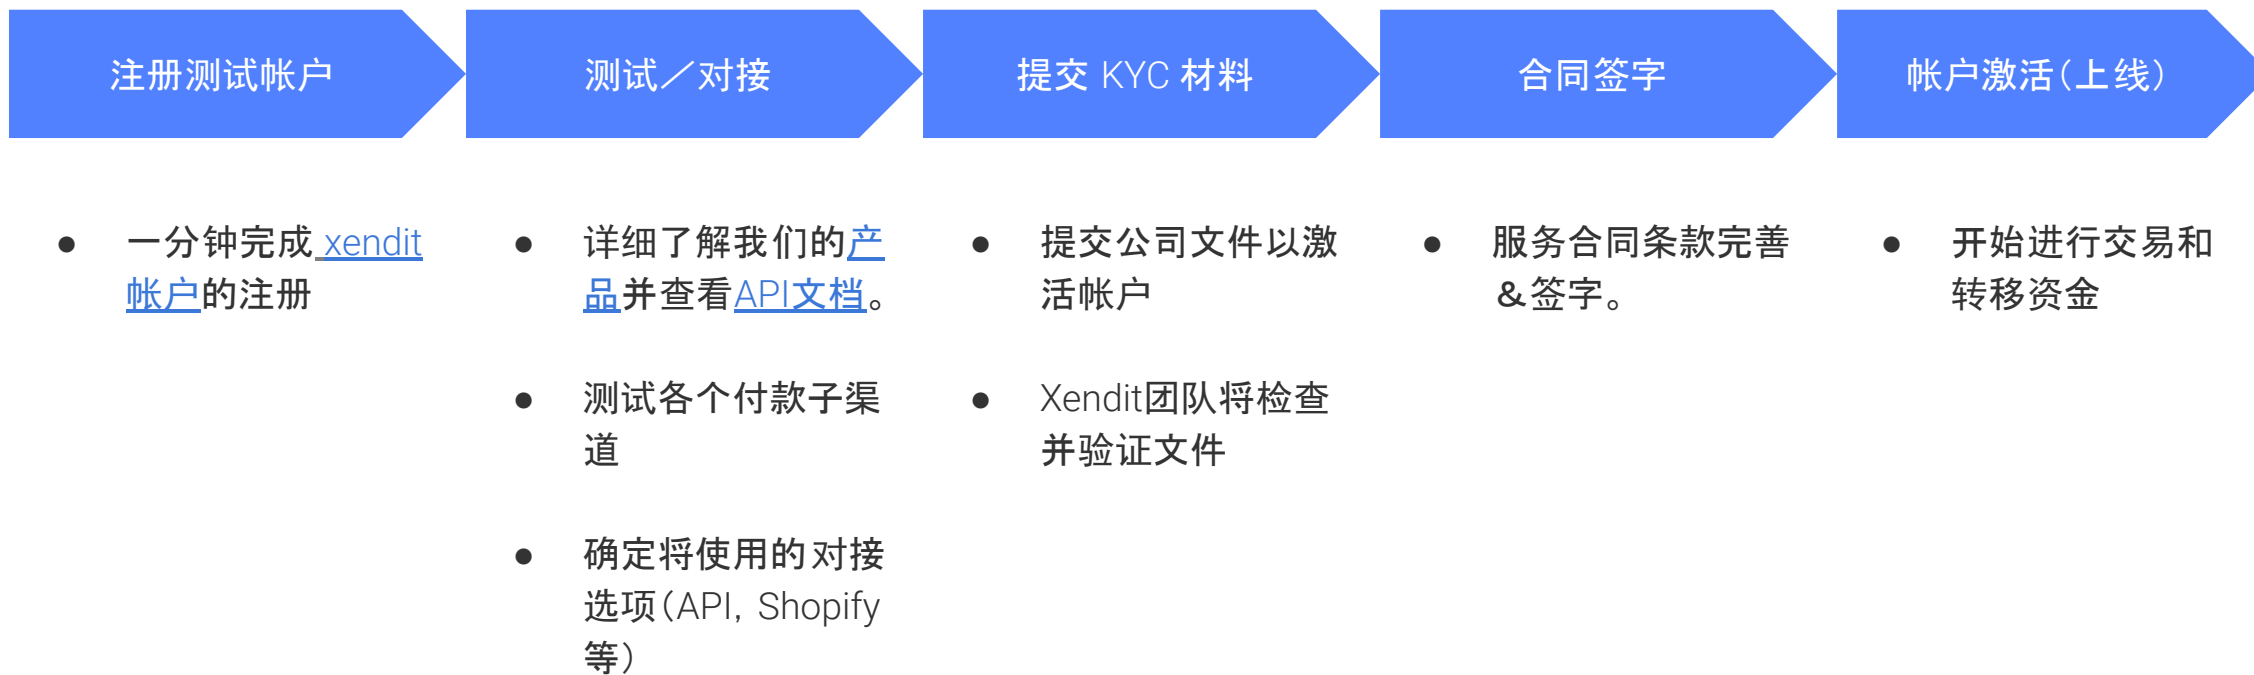 注册测试帐户
测试／对接
提交 KYC 材料
合同签字
帐户激活（上线）
● 一分钟完成 xendit
帐户的注册
● 详细了解我们的产
品并查看API文档。
● 测试各个付款子渠
道
● 确定将使用的对接
选项（API, Shopify
等）
● 提交公司文件以激
活帐户
● Xendit团队将检查
并验证文件
● 服务合同条款完善
＆签字。
● 开始进行交易和
转移资金